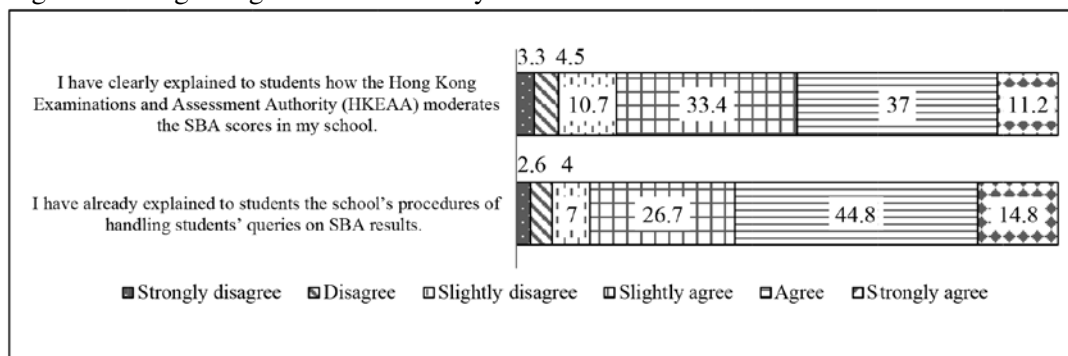 3.3 4.5
I have clearly explained to students how the Hong Kong
Examinations and Assessment Authority (HKEAA) moderates
the SBA scores in my school.
10.7 33.4 37 11.2
2.6 4
I have already explained to students the school's procedures of
handling students' queries on SBA results.
7 26.7 44.8 14.8
Strongly disagree Disagree Slightly disagree Slightly agree Agree Strongly agree